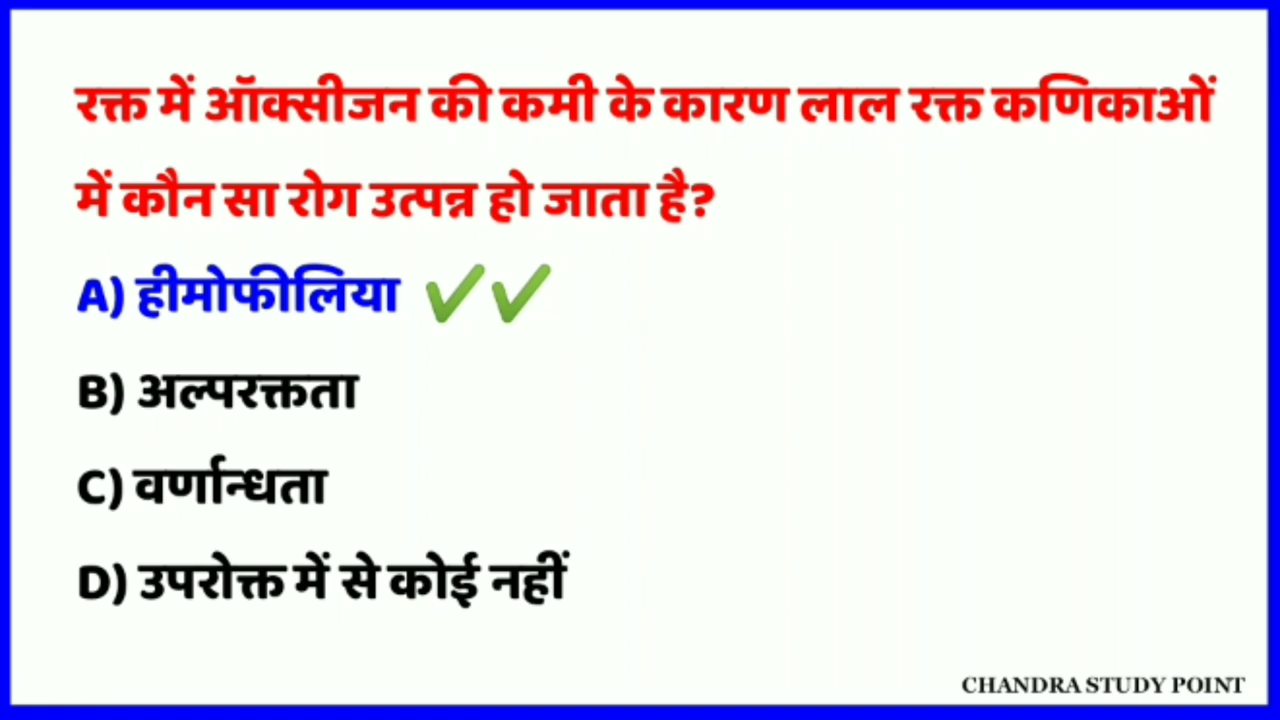 रक्त में ऑक्सीजन की कमी के कारण लाल रक्त कणिकाओं
में कौन सा रोग उत्पन्न हो जाता है?
A) हीमोफीलिया ✔✔
B) अल्परक्तता
C) वर्णान्धता
D) उपरोक्त में से कोई नहीं
CHANDRA STUDY POINT